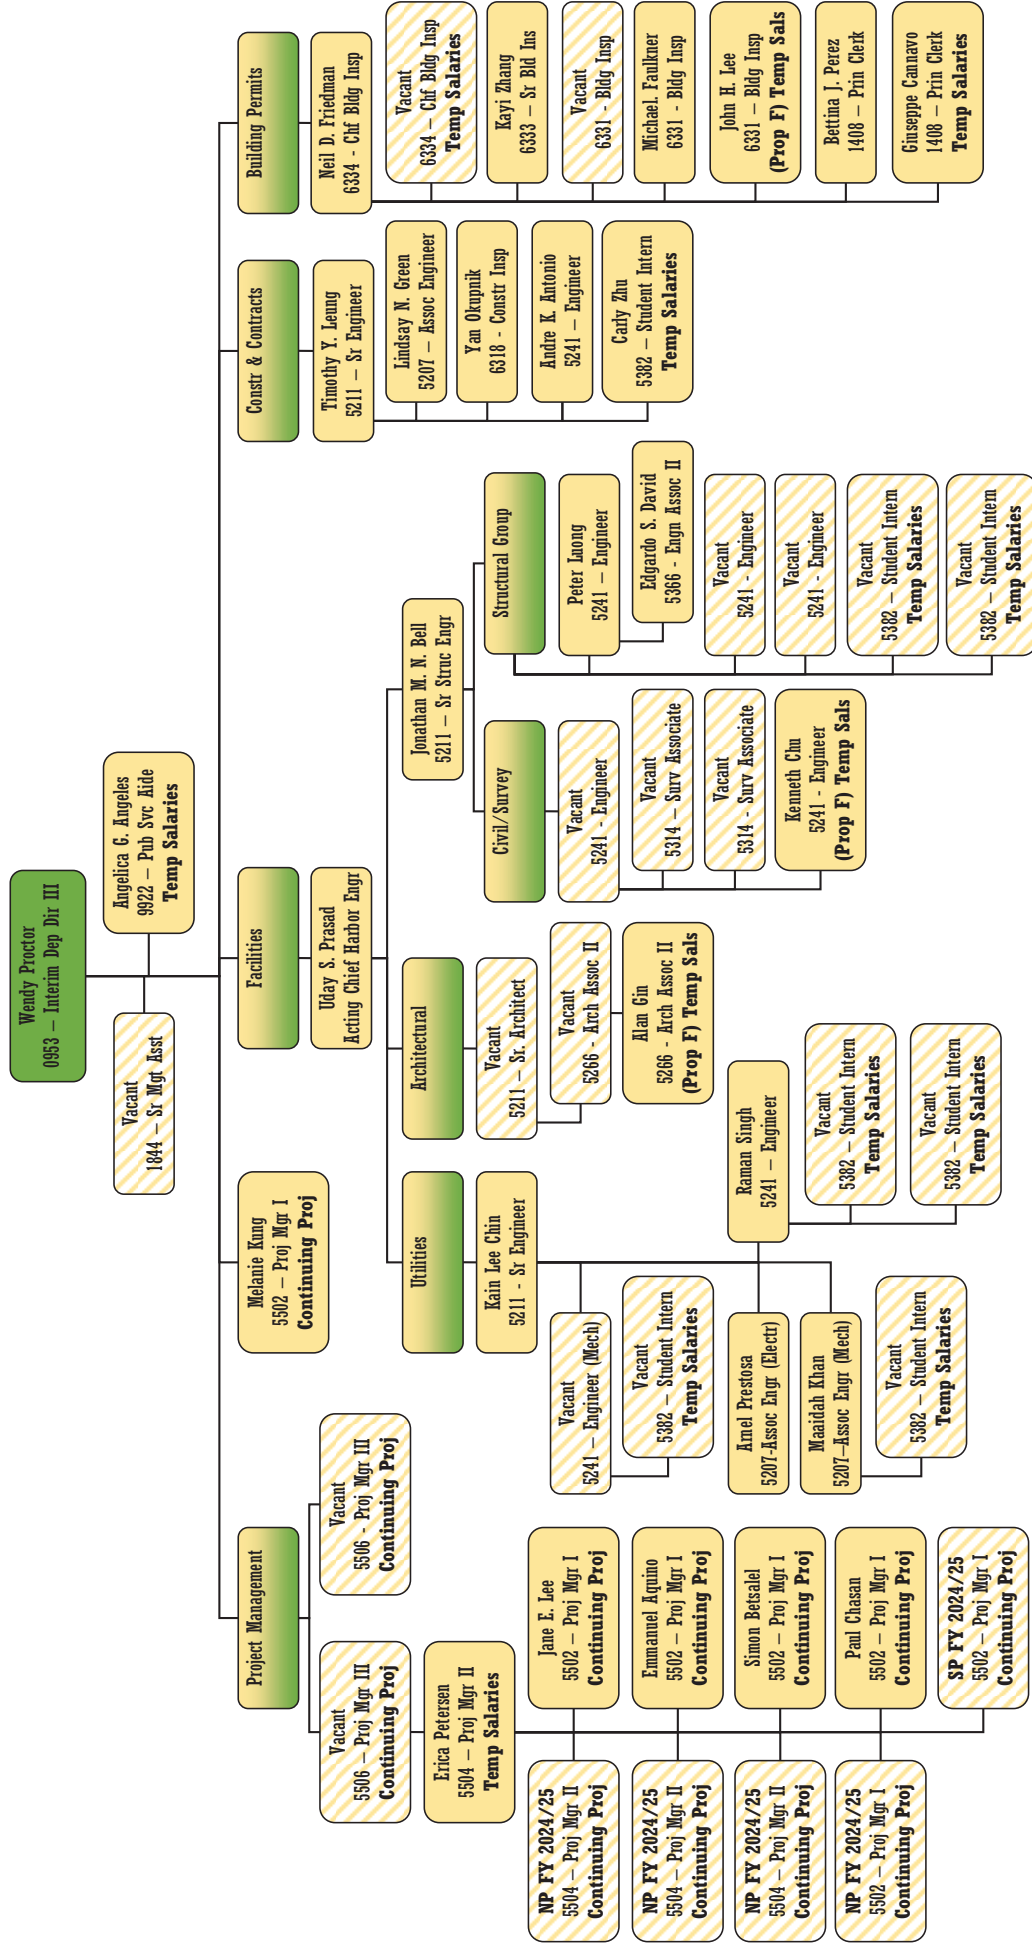 Wendy Proctor
0953 – Interim Dep Dir III
Vacant
1844 – Sr Mgt Asst
Angelica G. Angeles
9922 – Pub Svc Aide
Temp Salaries
Project Management
Vacant
5506 – Proj Mgr III
Continuing Proj
Vacant
5506 - Proj Mgr III
Continuing Proj
Erica Petersen
5504 – Proj Mgr II
Temp Salaries
NP FY 2024/25
5504 – Proj Mgr II
Continuing Proj
Jane E. Lee
5502 – Proj Mgr I
Continuing Proj
NP FY 2024/25
5504 – Proj Mgr II
Continuing Proj
Emmanuel Aquino
5502 – Proj Mgr I
Continuing Proj
NP FY 2024/25
5504 – Proj Mgr II
Continuing Proj
Simon Betsalel
5502 – Proj Mgr I
Continuing Proj
NP FY 2024/25
5502 – Proj Mgr I
Continuing Proj
Paul Chasan
5502 – Proj Mgr I
Continuing Proj
SP FY 2024/25
5502 – Proj Mgr I
Continuing Proj
Melanie Kung
5502 – Proj Mgr I
Continuing Proj
Facilities
Uday S. Prasad
Acting Chief Harbor Engr
Utilities
Kain Lee Chin
5211 - Sr Engineer
Vacant
5241 – Engineer (Mech)
Vacant
5382 – Student Intern
Temp Salaries
Arnel Prestosa
5207-Assoc Engr (Electr)
Maaidah Khan
5207–Assoc Engr (Mech)
Vacant
5382 – Student Intern
Temp Salaries
Raman Singh
5241 – Engineer
Vacant
5382 – Student Intern
Temp Salaries
Vacant
5382 – Student Intern
Temp Salaries
Architectural
Vacant
5211 – Sr. Architect
Vacant
5266 - Arch Assoc II
Alan Gin
5266 - Arch Assoc II
(Prop F) Temp Sals
Jonathan M. N. Bell
5211 – Sr Struc Engr
Civil/Survey
Vacant
5241 - Engineer
Vacant
5314 – Surv Associate
Vacant
5314 - Surv Associate
Kenneth Chu
5241 - Engineer
(Prop F) Temp Sals
Structural Group
Peter Luong
5241 – Engineer
Edgardo S. David
5366 - Engn Assoc II
Vacant
5241 - Engineer
Vacant
5241 - Engineer
Vacant
5382 – Student Intern
Temp Salaries
Vacant
5382 – Student Intern
Temp Salaries
Constr & Contracts
Timothy Y. Leung
5211 – Sr Engineer
Lindsay N. Green
5207 – Assoc Engineer
Yan Okupnik
6318 - Constr Insp
Andre K. Antonio
5241 – Engineer
Carly Zhu
5382 – Student Intern
Temp Salaries
Building Permits
Neil D. Friedman
6334 - Chf Bldg Insp
Vacant
6334 – Chf Bldg Insp
Temp Salaries
Kayi Zhang
6333 – Sr Bld Ins
Vacant
6331 - Bldg Insp
Michael. Faulkner
6331 - Bldg Insp
John H. Lee
6331 – Bldg Insp
(Prop F) Temp Sals
Bettina J. Perez
1408 – Prin Clerk
Giuseppe Cannavo
1408 – Prin Clerk
Temp Salaries